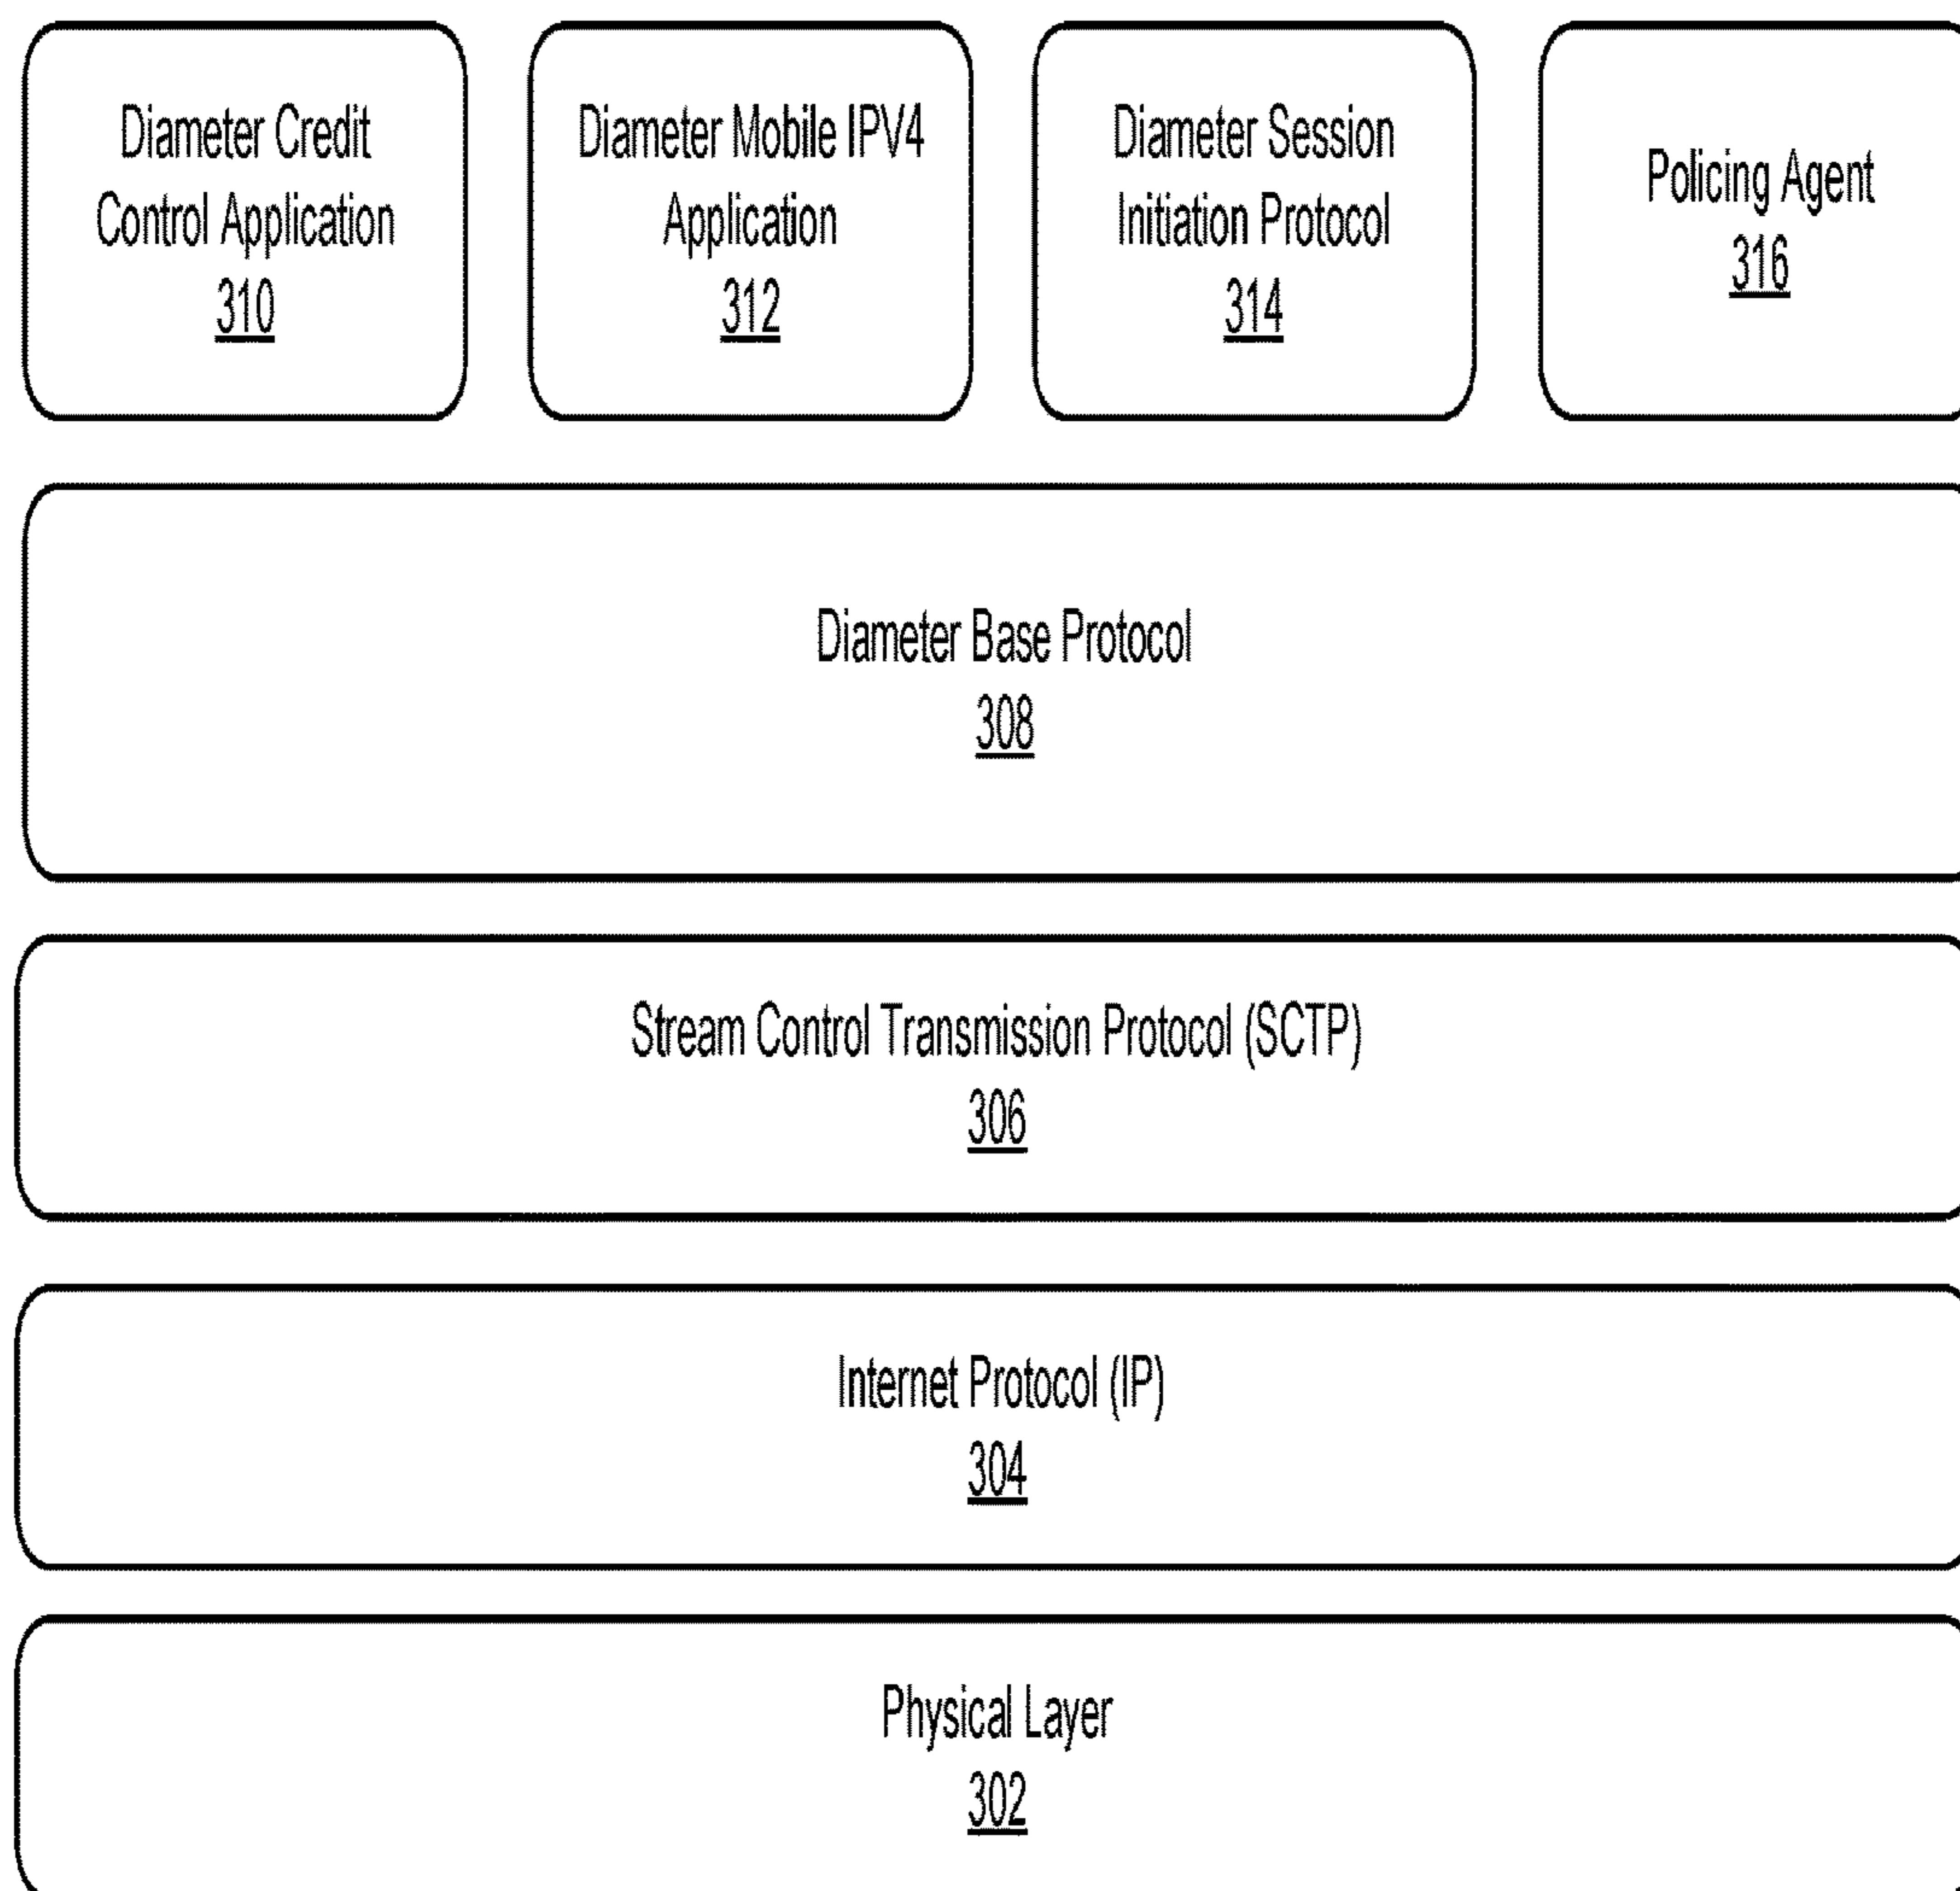 Diameter Credit
Control Application
310
Diameter Mobile IPV4
Application
312
Diameter Session
Initiation Protocol
314
Policing Agent
316
Diameter Base Protocol
308
Stream Control Transmission Protocol (SCTP)
306
Internet Protocol (IP)
304
Physical Layer
302